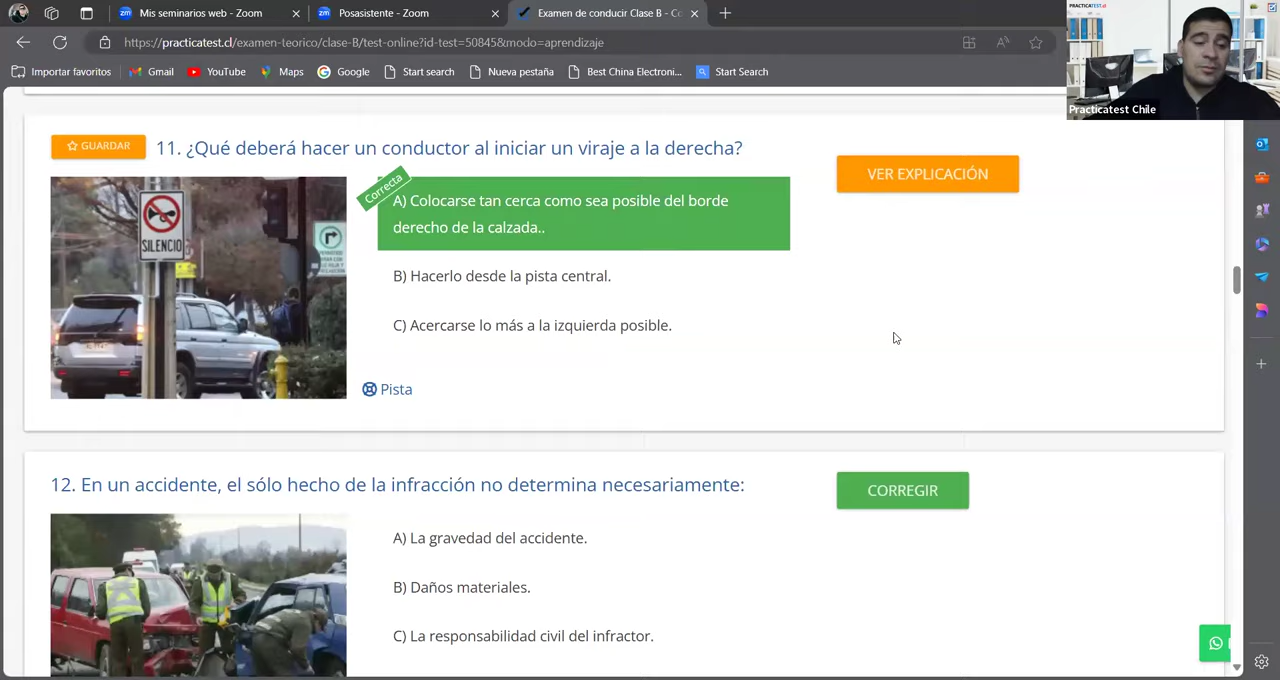 Mis seminarios web - Zoom
Posasistente - Zoom
Examen de conducir Clase B - Co
https://practicatest.cl/examen-teorico/clase-B/test-online?id-test=50845&modo=aprendizaje
Importar favoritos
Gmail
YouTube
Maps
Google
Start search
Nueva pestaña
Best China Electroni...
Start Search
PRACTICATEST.cl
Practicatest Chile
GUARDAR
11. ¿Qué deberá hacer un conductor al iniciar un viraje a la derecha?
VER EXPLICACIÓN
SILENCIO
Correcta
A) Colocarse tan cerca como sea posible del borde
derecho de la calzada..
B) Hacerlo desde la pista central.
C) Acercarse lo más a la izquierda posible.
Pista
12. En un accidente, el sólo hecho de la infracción no determina necesariamente:
CORREGIR
A) La gravedad del accidente.
B) Daños materiales.
C) La responsabilidad civil del infractor.